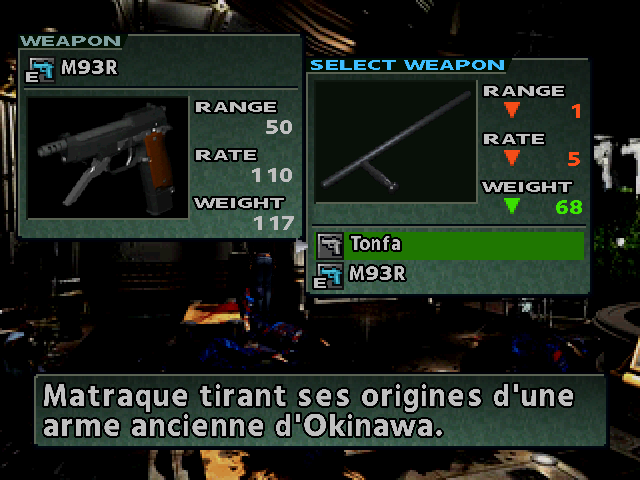 WEAPON
E M93R
RANGE
50
RATE
110
WEIGHT
117
SELECT WEAPON
RANGE
1
RATE
5
WEIGHT
68
Tonfa
E M93R
Matraque tirant ses origines d'une
arme ancienne d'Okinawa.